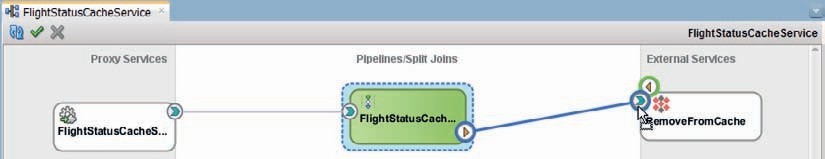 FlightStatusCacheService
FlightStatusCacheService
Proxy Services
Pipelines/Split Joins
External Services
FlightStatusCacheS...
FlightStatusCach...
RemoveFromCache